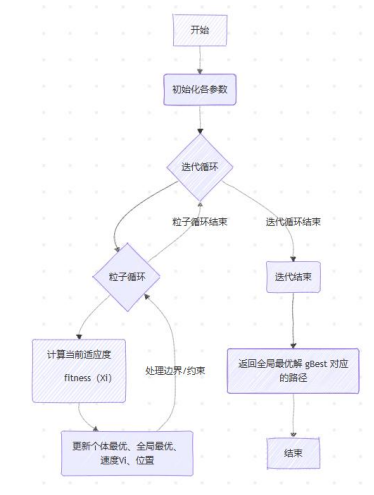 开始
初始化各参数
迭代循环
粒子循环结束
迭代循环结束
粒子循环
迭代结束
计算当前适应度
fitness（Xi）
处理边界/约束
返回全局最优解 gBest 对应
的路径
更新个体最优、全局最优、
速度Vi、位置
结束